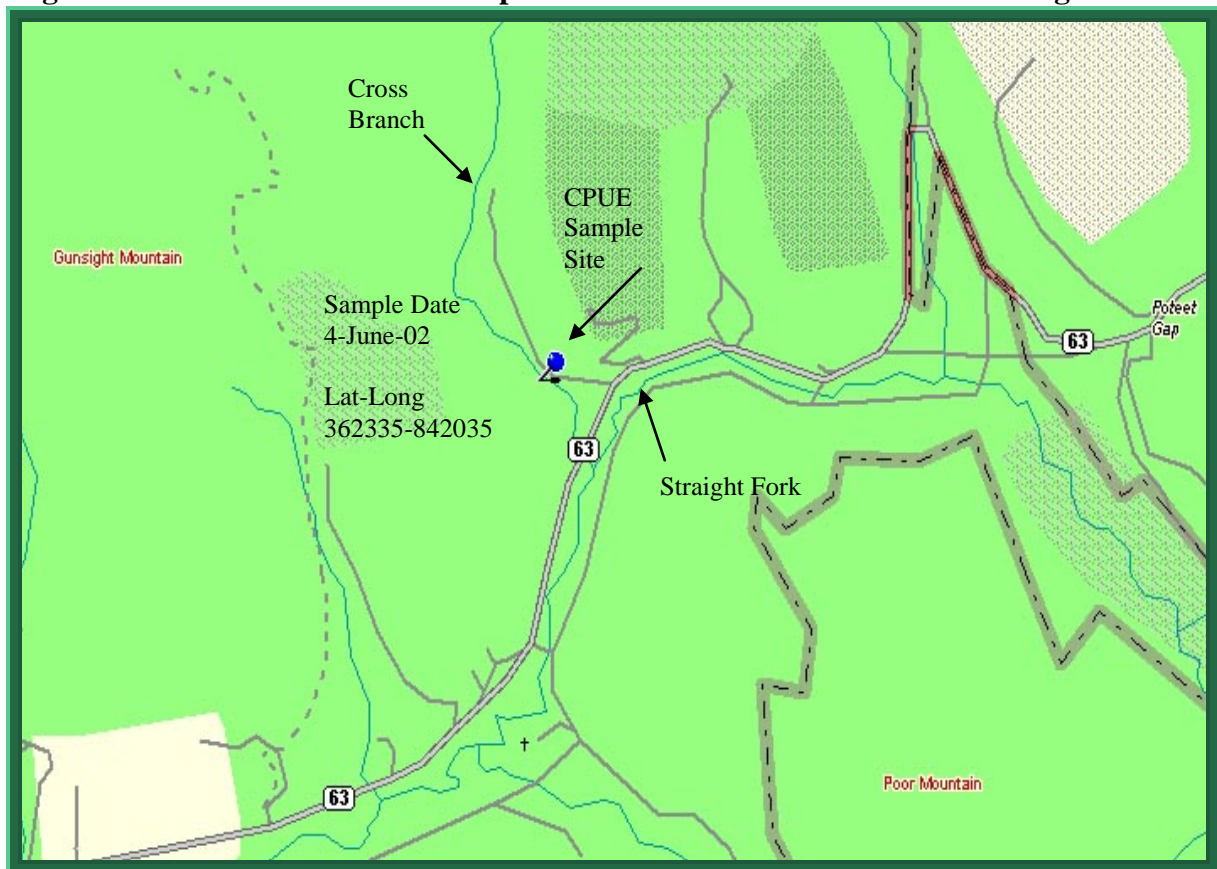 Cross
Branch
CPUE
Sample
Site
Gunsight Mountain
Sample Date
4-June-02
Lat-Long
362335-842035
Poteet
Gap
63
63
Straight Fork
Poor Mountain
63